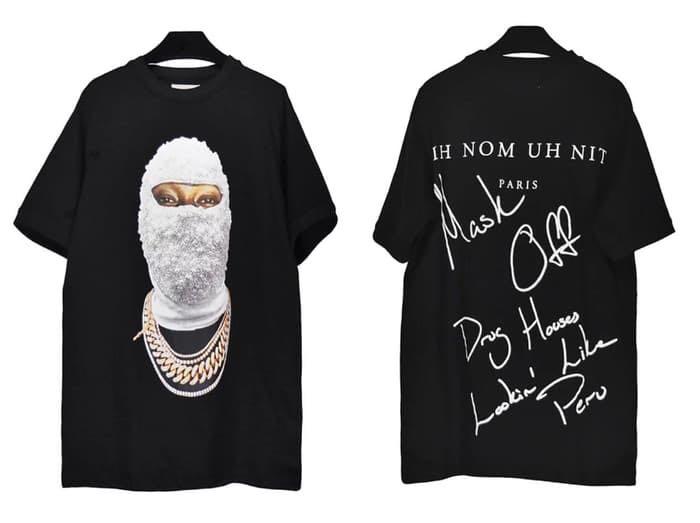 IH NOM UH NIT
PARIS
Mask
Off
Drug Houses
Lookin' Like
Peru